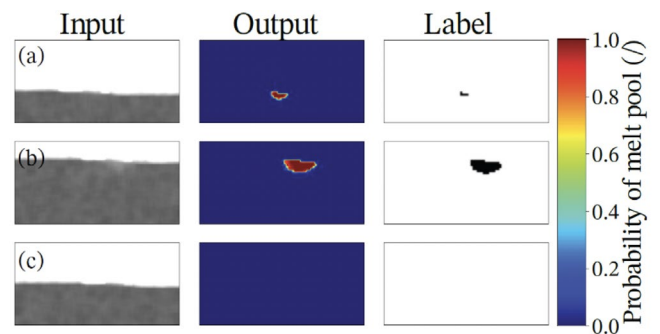 Input Output Label
(a)
(b)
(c)
1.0
0.8
0.6
0.4
0.2
0.0
Probability of melt pool (/)